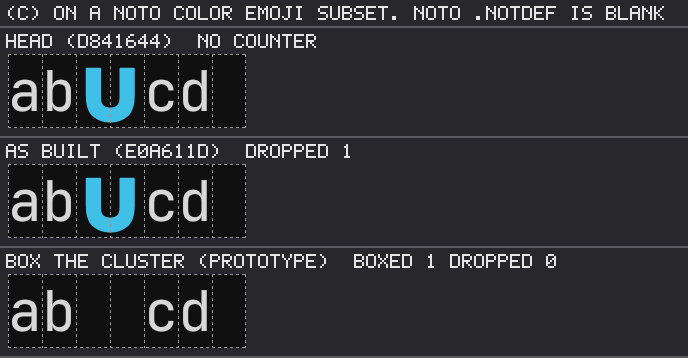 (C) ON A NOTO COLOR EMOJI SUBSET. NOTO .NOTDEF IS BLANK
HEAD (D841644) NO COUNTER
abUcd
AS BUILT (E0A611D) DROPPED 1
abUcd
BOX THE CLUSTER (PROTOTYPE) BOXED 1 DROPPED 0
ab cd